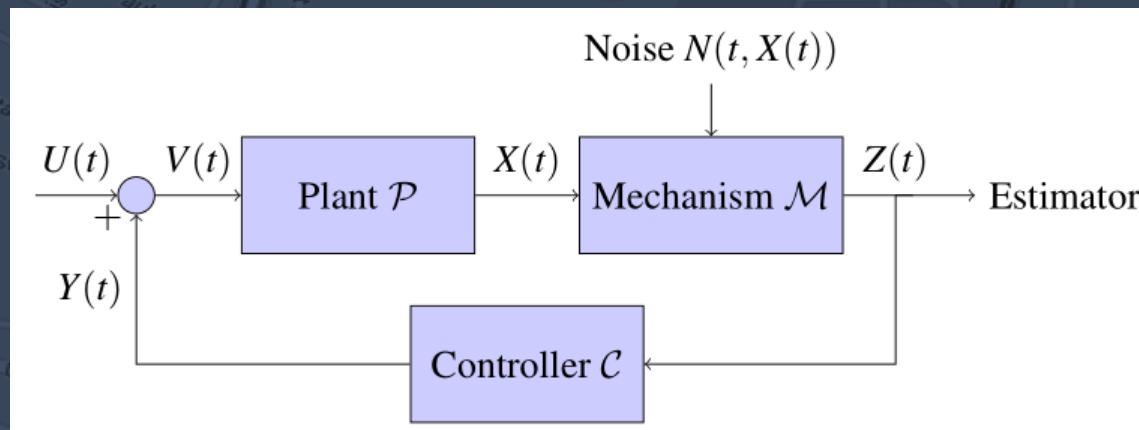 Noise N(t, X(t))
U(t)
V(t)
Plant 𝒫
X(t)
Mechanism ℳ
Z(t)
Estimator
+
Y(t)
Controller 𝒞